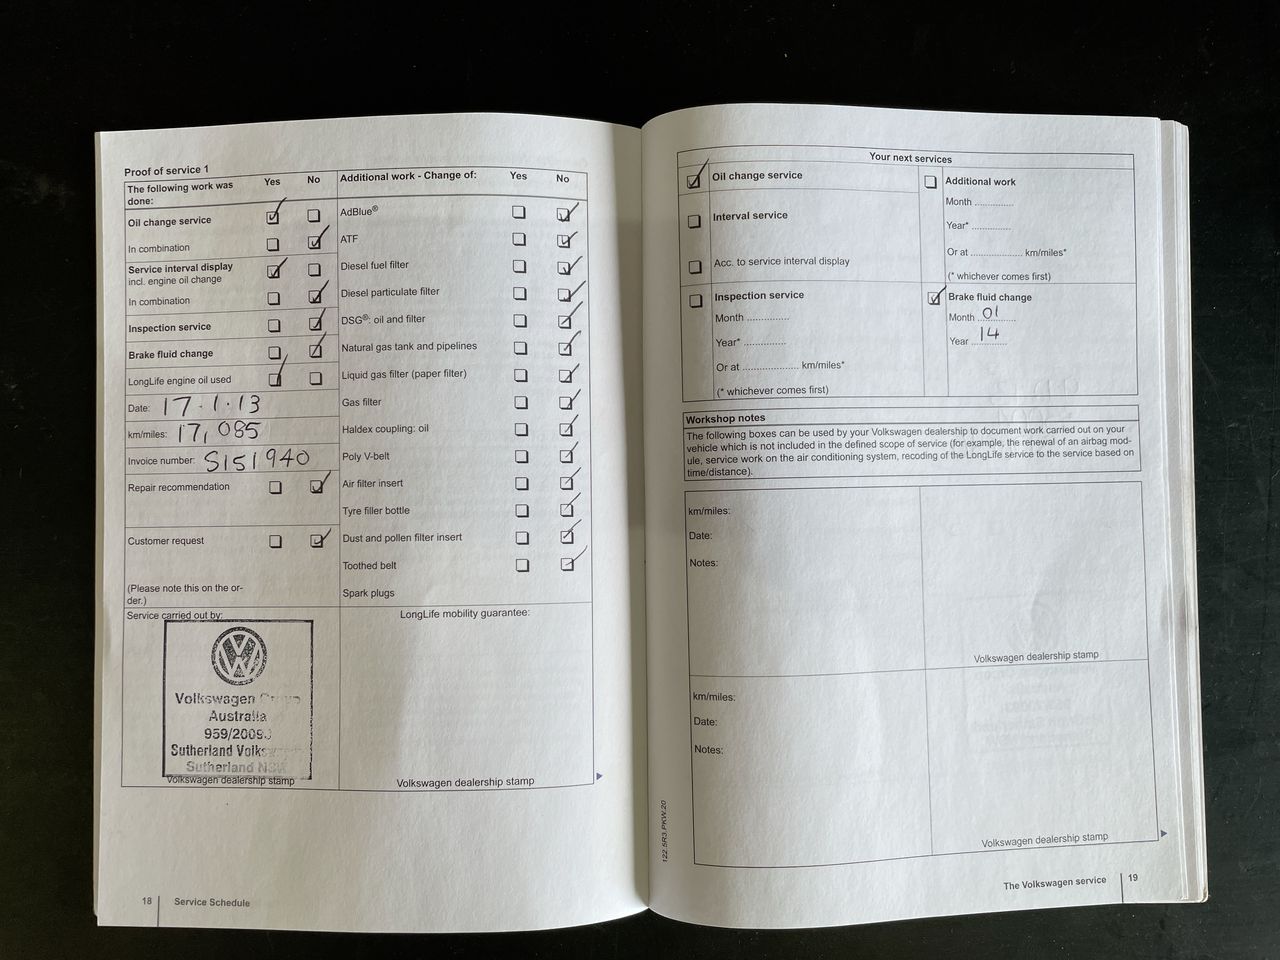 Proof of service 1
The following work was done: Yes No
Oil change service
In combination
Service interval display
incl. engine oil change
In combination
Inspection service
Brake fluid change
LongLife engine oil used
Date: 17.1.13
km/miles: 17,085
Invoice number: S151940
Repair recommendation
Customer request
(Please note this on the or-
der.)
Additional work - Change of: Yes No
AdBlue®
ATF
Diesel fuel filter
Diesel particulate filter
DSG®: oil and filter
Natural gas tank and pipelines
Liquid gas filter (paper filter)
Gas filter
Haldex coupling: oil
Poly V-belt
Air filter insert
Tyre filler bottle
Dust and pollen filter insert
Toothed belt
Spark plugs
Service carried out by:
Volkswagen Group
Australia
959/2009
Sutherland
Sutherland NSW
Volkswagen dealership stamp
LongLife mobility guarantee:
Volkswagen dealership stamp
18 Service Schedule
Your next services
Oil change service
Interval service
Acc. to service interval display
Inspection service
Month ...............
Year* ...............
Or at .................... km/miles*
(* whichever comes first)
Additional work
Month ..............
Year* ..............
Or at .................... km/miles*
(* whichever comes first)
Brake fluid change
Month 01
Year 14
Workshop notes
The following boxes can be used by your Volkswagen dealership to document work carried out on your
vehicle which is not included in the defined scope of service (for example, the renewal of an airbag mod-
ule, service work on the air conditioning system, recoding of the LongLife service to the service based on
time/distance).
km/miles:
Date:
Notes:
Volkswagen dealership stamp
km/miles:
Date:
Notes:
Volkswagen dealership stamp
122.5R3.PKW.20
The Volkswagen service 19